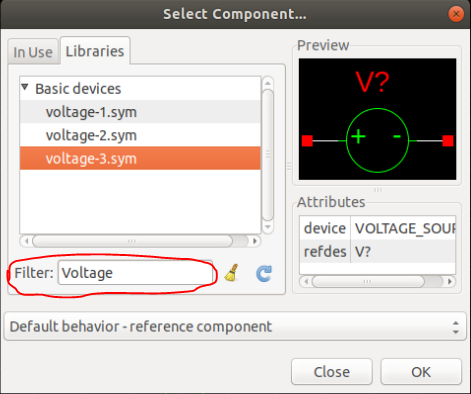 Select Component...
In Use
Libraries
Basic devices
voltage-1.sym
voltage-2.sym
voltage-3.sym
Filter: Voltage
Preview
V?
+ -
Attributes
device VOLTAGE_SOUR
refdes V?
Default behavior - reference component
Close
OK